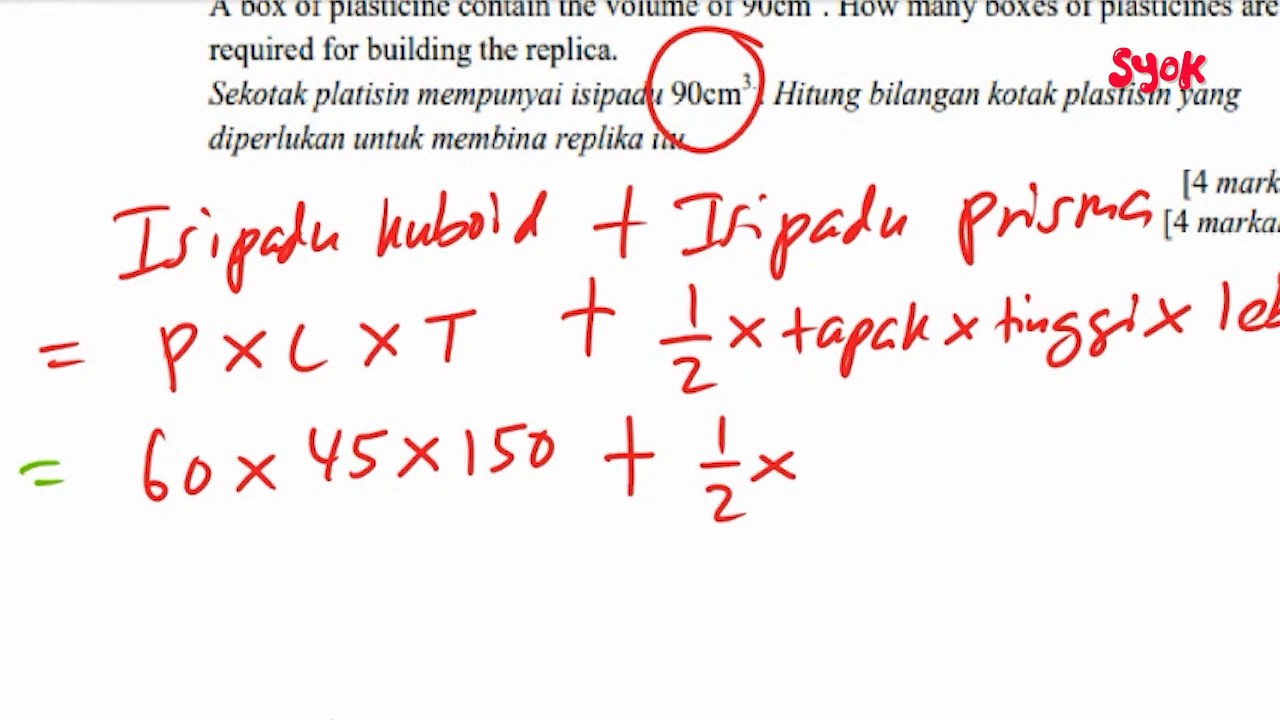 A box of plasticine contain the volume of 90cm . How many boxes of plasticines are
required for building the replica.
Syok
Sekotak platisin mempunyai isipadu 90cm³. Hitung bilangan kotak plastisin yang
diperlukan untuk membina replika itu.
[4 mark
[4 marka
Isipadu kuboid + Isipadu prisma
= P × L × T + 1/2 × tapak × tinggi × leb
= 60 × 45 × 150 + 1/2 ×